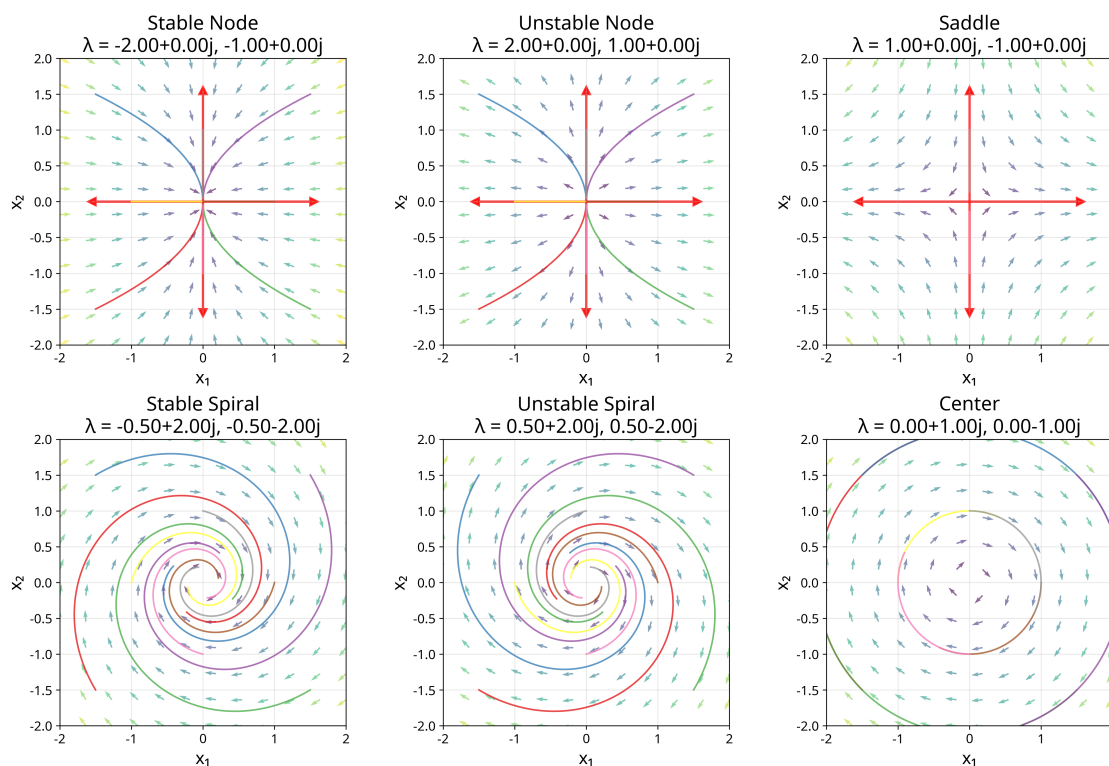 Stable Node
λ = -2.00+0.00j, -1.00+0.00j
2.0
1.5
1.0
0.5
0.0
-0.5
-1.0
-1.5
-2.0
-2 -1 0 1 2
x₂
x₁
Unstable Node
λ = 2.00+0.00j, 1.00+0.00j
2.0
1.5
1.0
0.5
0.0
-0.5
-1.0
-1.5
-2.0
-2 -1 0 1 2
x₂
x₁
Saddle
λ = 1.00+0.00j, -1.00+0.00j
2.0
1.5
1.0
0.5
0.0
-0.5
-1.0
-1.5
-2.0
-2 -1 0 1
x₂
x₁
Stable Spiral
λ = -0.50+2.00j, -0.50-2.00j
2.0
1.5
1.0
0.5
0.0
-0.5
-1.0
-1.5
-2.0
-2 -1 0 1 2
x₂
x₁
Unstable Spiral
λ = 0.50+2.00j, 0.50-2.00j
2.0
1.5
1.0
0.5
0.0
-0.5
-1.0
-1.5
-2.0
-2 -1 0 1 2
x₂
x₁
Center
λ = 0.00+1.00j, 0.00-1.00j
2.0
1.5
1.0
0.5
0.0
-0.5
-1.0
-1.5
-2.0
-2 -1 0 1
x₂
x₁